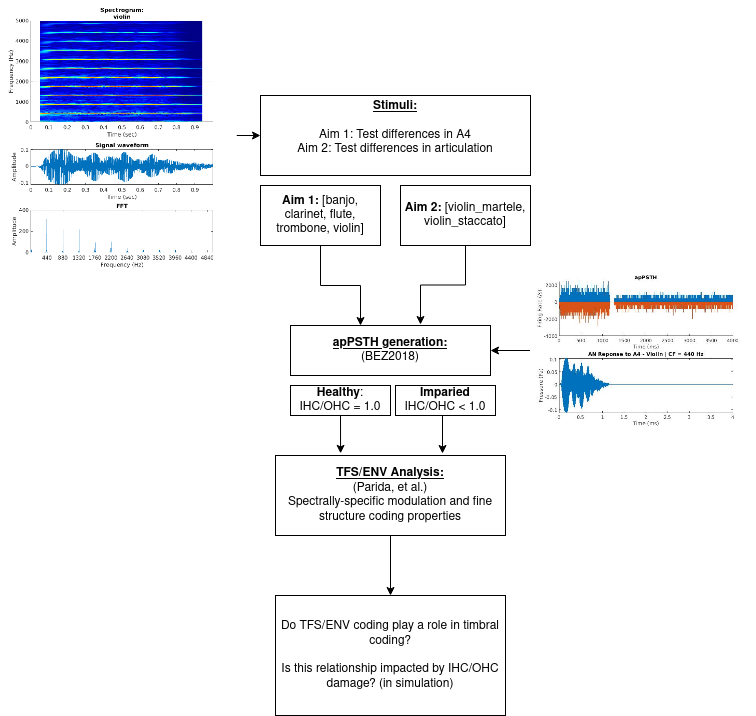 Spectrogram:
violin
Frequency (Hz)
5000
4000
3000
2000
1000
0
0 0.1 0.2 0.3 0.4 0.5 0.6 0.7 0.8 0.9
Time (sec)
Signal waveform
Amplitude
0.1
0
-0.1
0.1 0.2 0.3 0.4 0.5 0.6 0.7 0.8 0.9
Time (sec)
FFT
Amplitude
400
200
0
440 880 1320 1760 2200 2640 3080 3520 3960 4400 4840
Frequency (Hz)
Stimuli:
Aim 1: Test differences in A4
Aim 2: Test differences in articulation
Aim 1: [banjo,
clarinet, flute,
trombone, violin]
Aim 2: [violin_martele,
violin_staccato]
apPSTH generation:
(BEZ2018)
apPSTH
Firing Rate (/s)
2000
0
-2000
-4000
0 500 1000 1500 2000 2500 3000 3500 4000
Time (ms)
AN Reponse to A4 - Violin | CF = 440 Hz
Pressure (Pa)
0.1
0.05
0
-0.05
-0.1
0 0.5 1 1.5 2 2.5 3 3.5 4
Time (ms)
Healthy:
IHC/OHC = 1.0
Imparied
IHC/OHC < 1.0
TFS/ENV Analysis:
(Parida, et al.)
Spectrally-specific modulation and fine
structure coding properties
Do TFS/ENV coding play a role in timbral
coding?
Is this relationship impacted by IHC/OHC
damage? (in simulation)